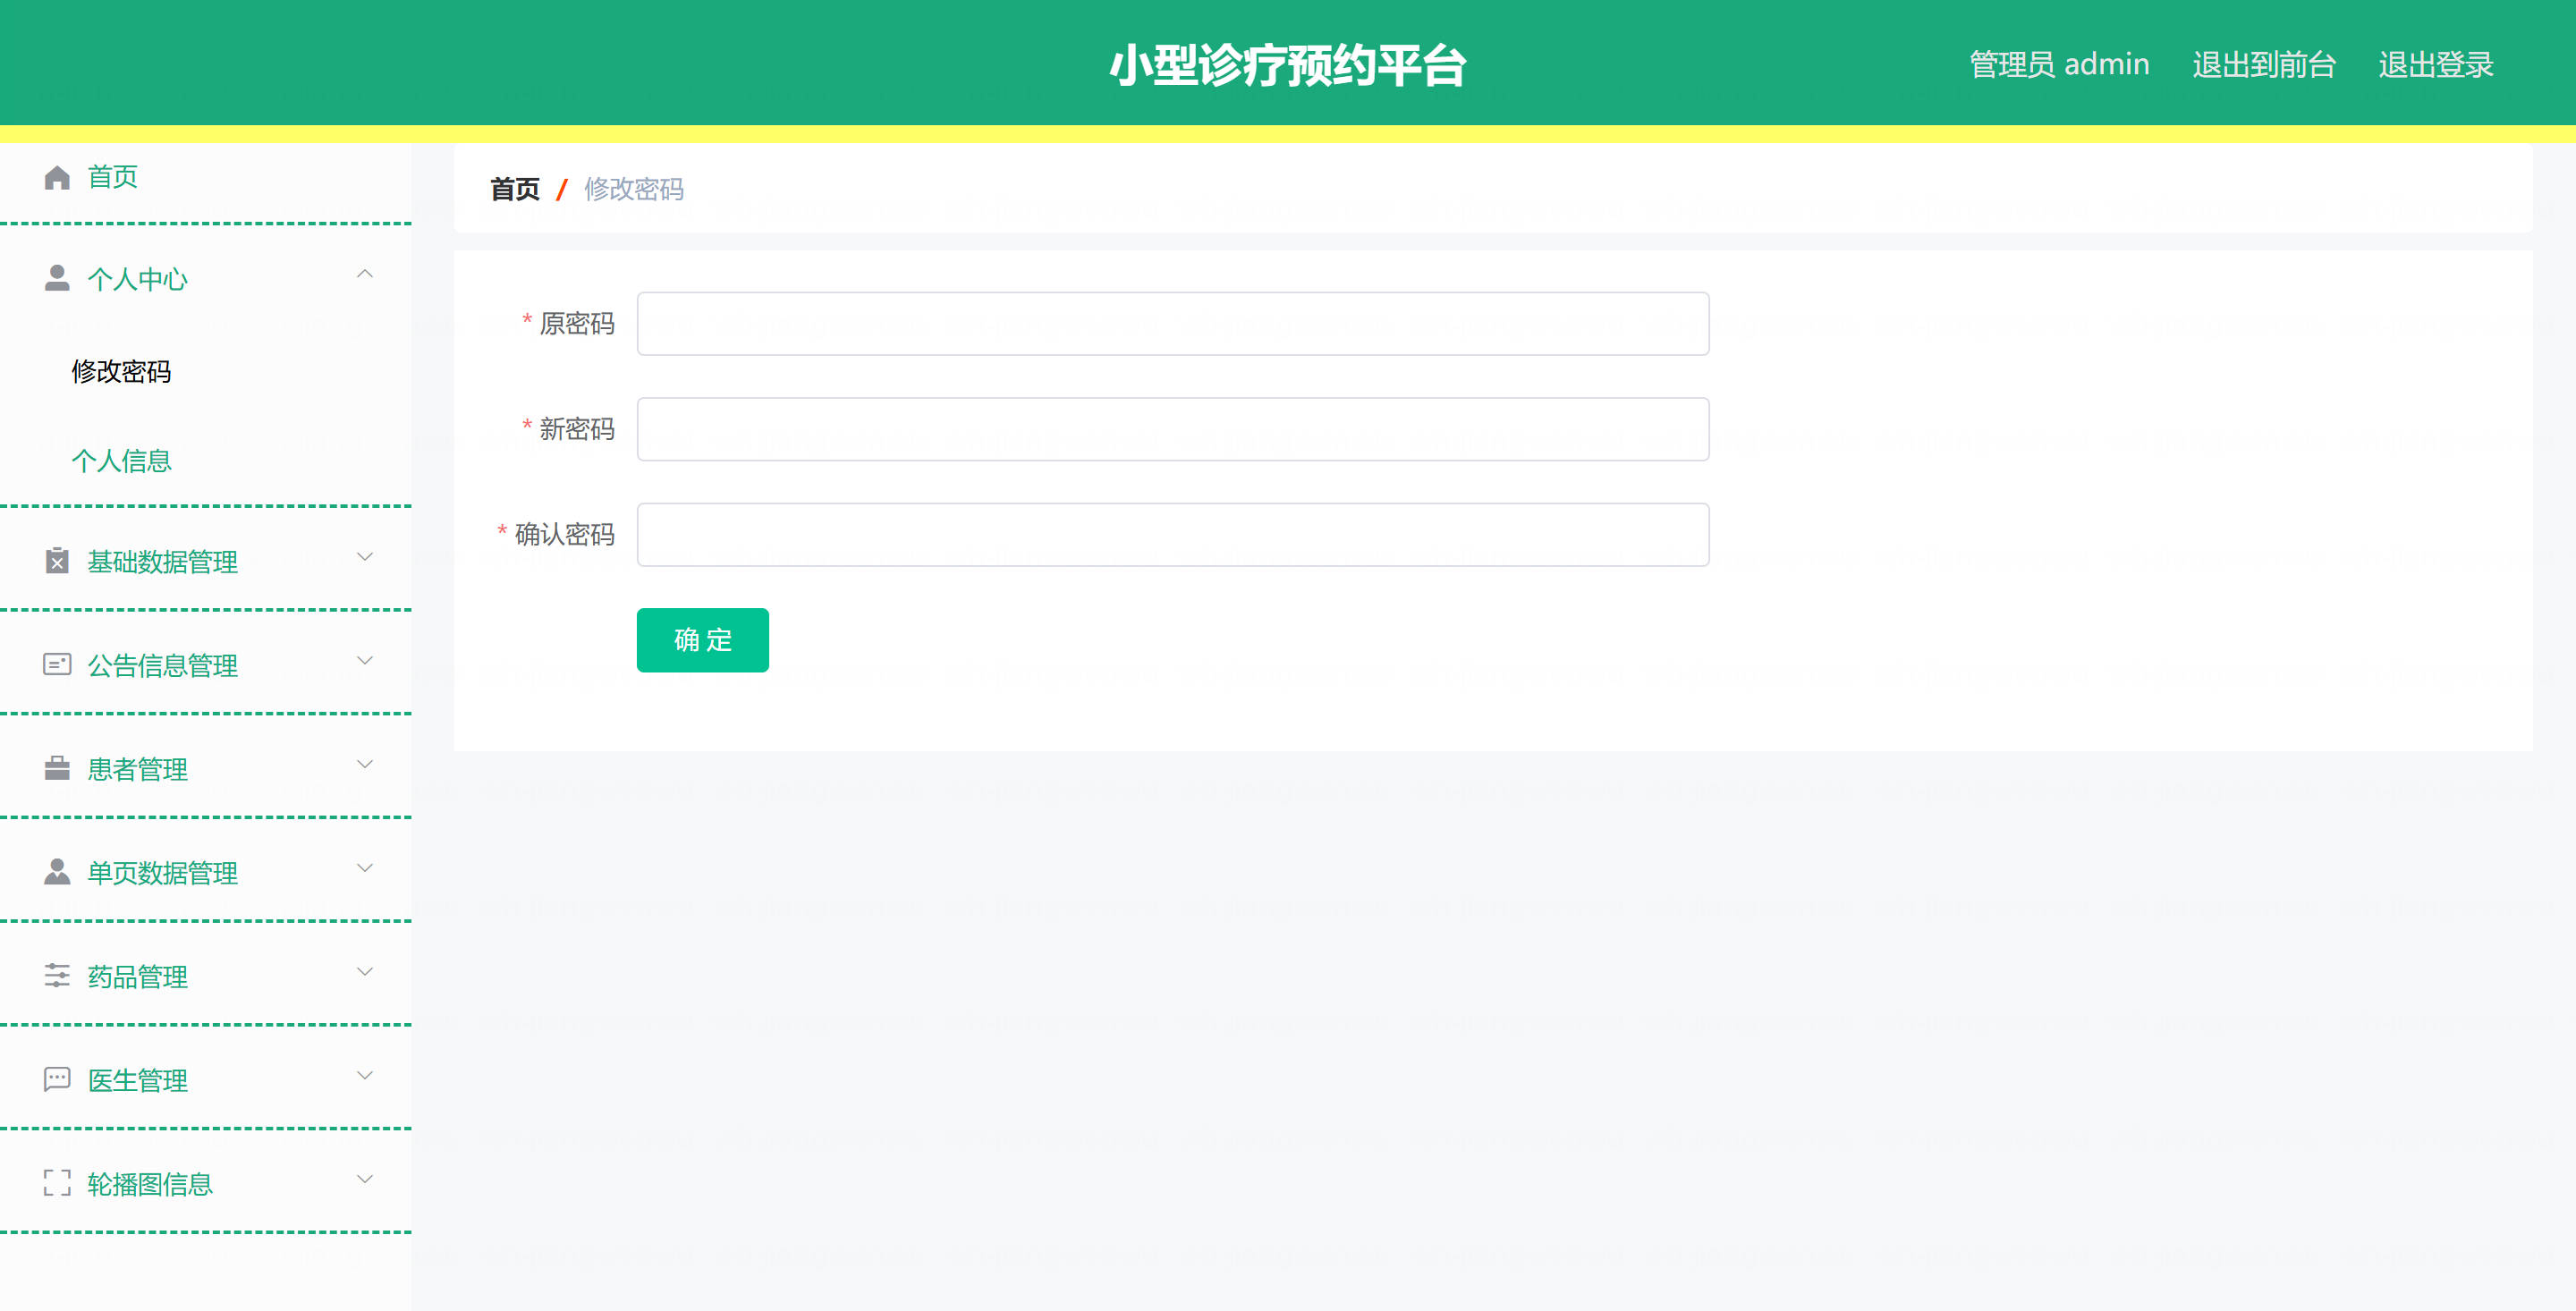 小型诊疗预约平台
管理员 admin 退出到前台 退出登录
首页
个人中心
修改密码
个人信息
基础数据管理
公告信息管理
患者管理
单页数据管理
药品管理
医生管理
轮播图信息
首页 / 修改密码
* 原密码
* 新密码
* 确认密码
确 定